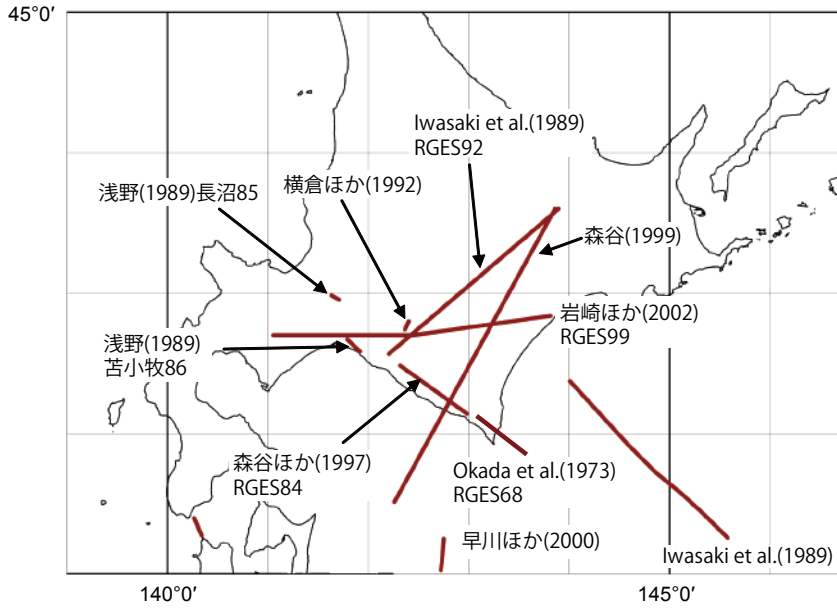 45°0′
Iwasaki et al.(1989)
RGES92
浅野(1989)長沼85
横倉ほか(1992)
森谷(1999)
岩崎ほか(2002)
RGES99
浅野(1989)
苫小牧86
森谷ほか(1997)
RGES84
Okada et al.(1973)
RGES68
早川ほか(2000)
Iwasaki et al.(1989)
140°0′
145°0′